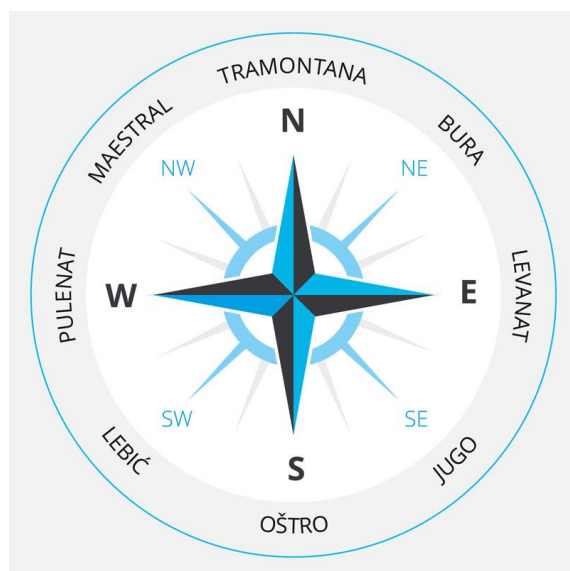 TRAMONTANA
MAESTRAL
BURA
N
NW
NE
PULENAT
W
E
LEVANAT
SW
SE
LEBIĆ
S
JUGO
OŠTRO